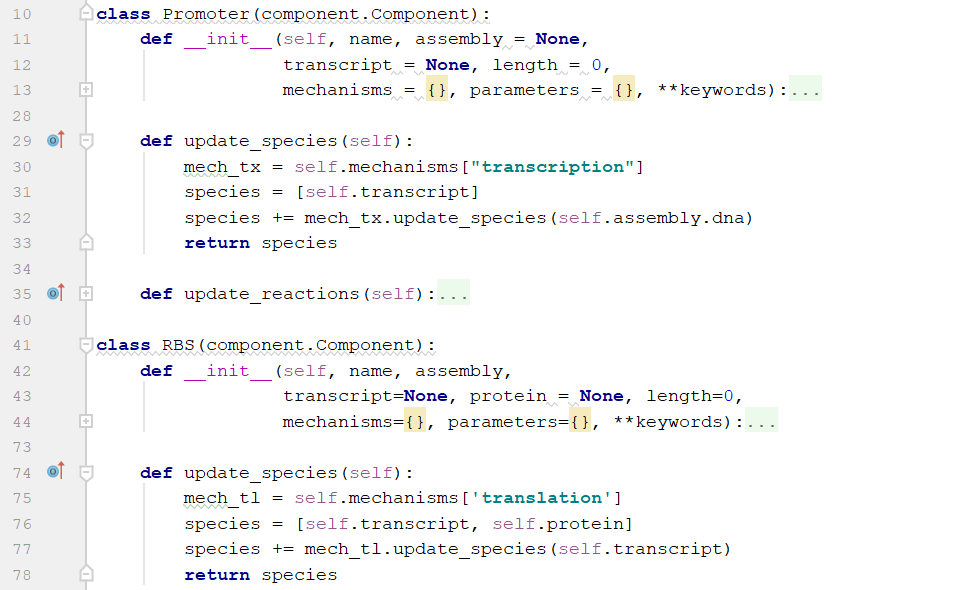 10 class Promoter(component.Component):
11     def __init__(self, name, assembly = None,
12                  transcript = None, length = 0,
13                  mechanisms = {}, parameters = {}, **keywords):...
28
29     def update_species(self):
30         mech_tx = self.mechanisms["transcription"]
31         species = [self.transcript]
32         species += mech_tx.update_species(self.assembly.dna)
33         return species
34
35     def update_reactions(self):...
40
41 class RBS(component.Component):
42     def __init__(self, name, assembly,
43                  transcript=None, protein = None, length=0,
44                  mechanisms={}, parameters={}, **keywords):...
73
74     def update_species(self):
75         mech_tl = self.mechanisms['translation']
76         species = [self.transcript, self.protein]
77         species += mech_tl.update_species(self.transcript)
78         return species